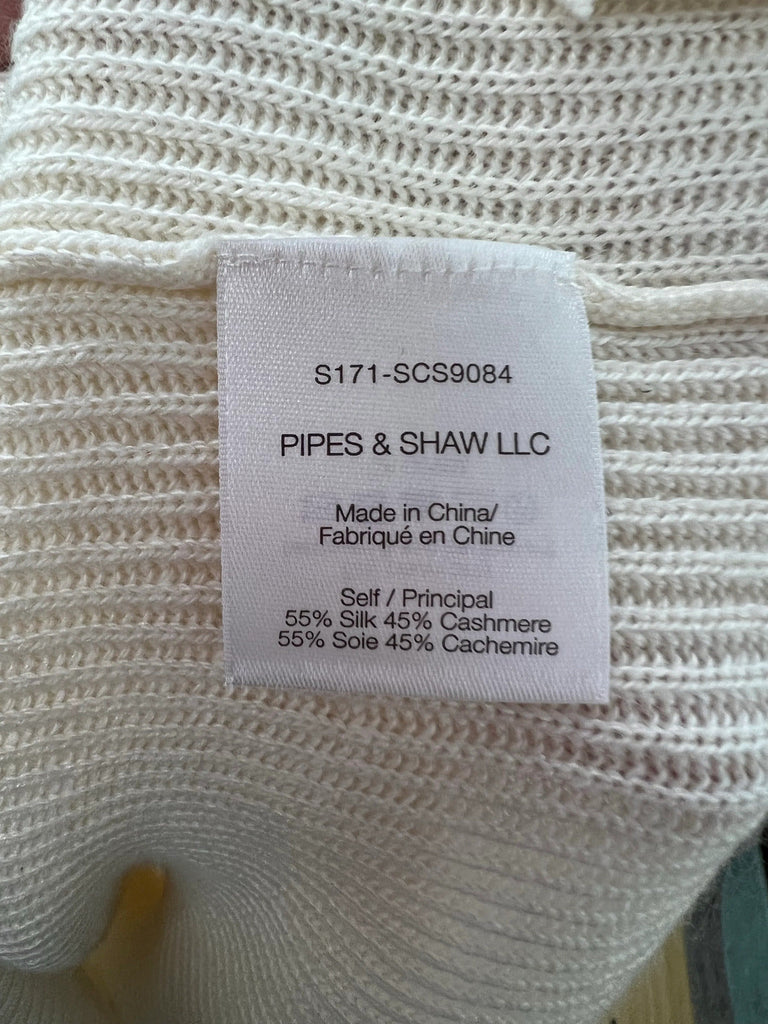 S171-SCS9084
PIPES & SHAW LLC
Made in China/
Fabriqué en Chine
Self / Principal
55% Silk 45% Cashmere
55% Soie 45% Cachemire